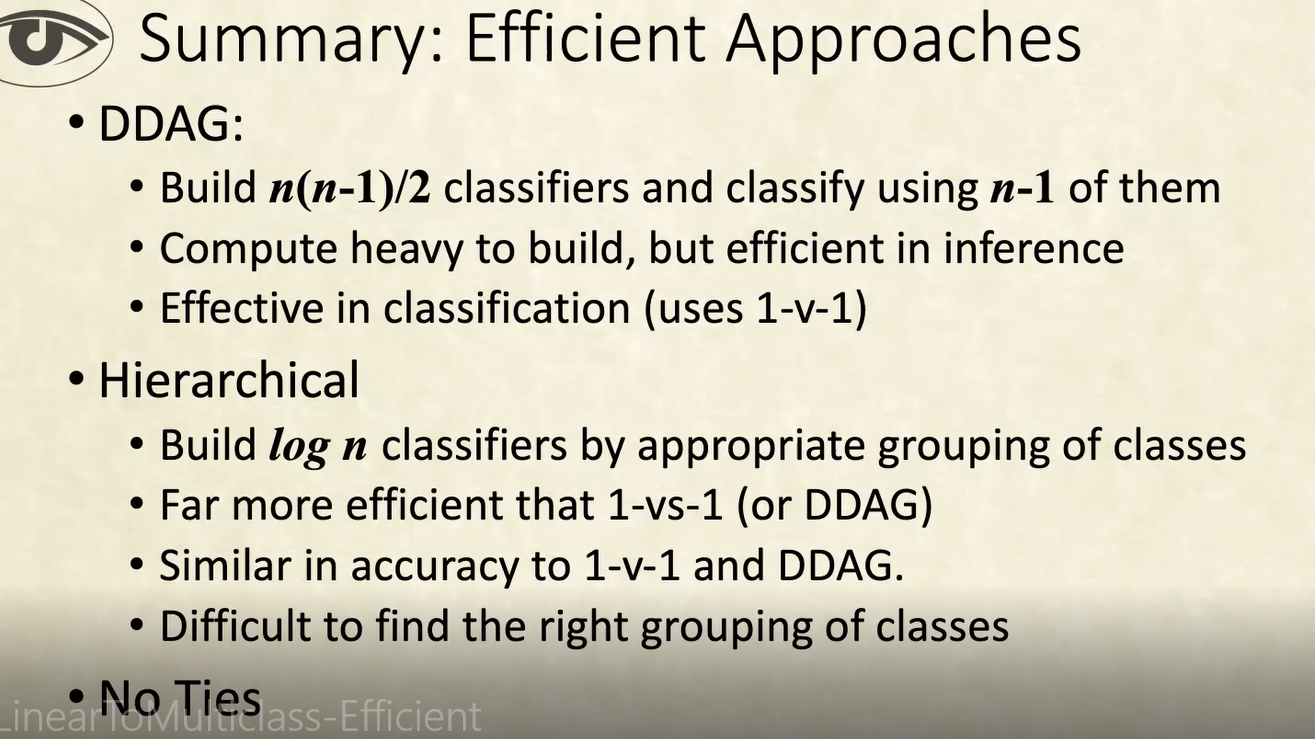 Summary: Efficient Approaches
• DDAG:
• Build n(n-1)/2 classifiers and classify using n-1 of them
• Compute heavy to build, but efficient in inference
• Effective in classification (uses 1-v-1)
• Hierarchical
• Build log n classifiers by appropriate grouping of classes
• Far more efficient that 1-vs-1 (or DDAG)
• Similar in accuracy to 1-v-1 and DDAG.
• Difficult to find the right grouping of classes
• No Ties
LinearToMulticlass-Efficient